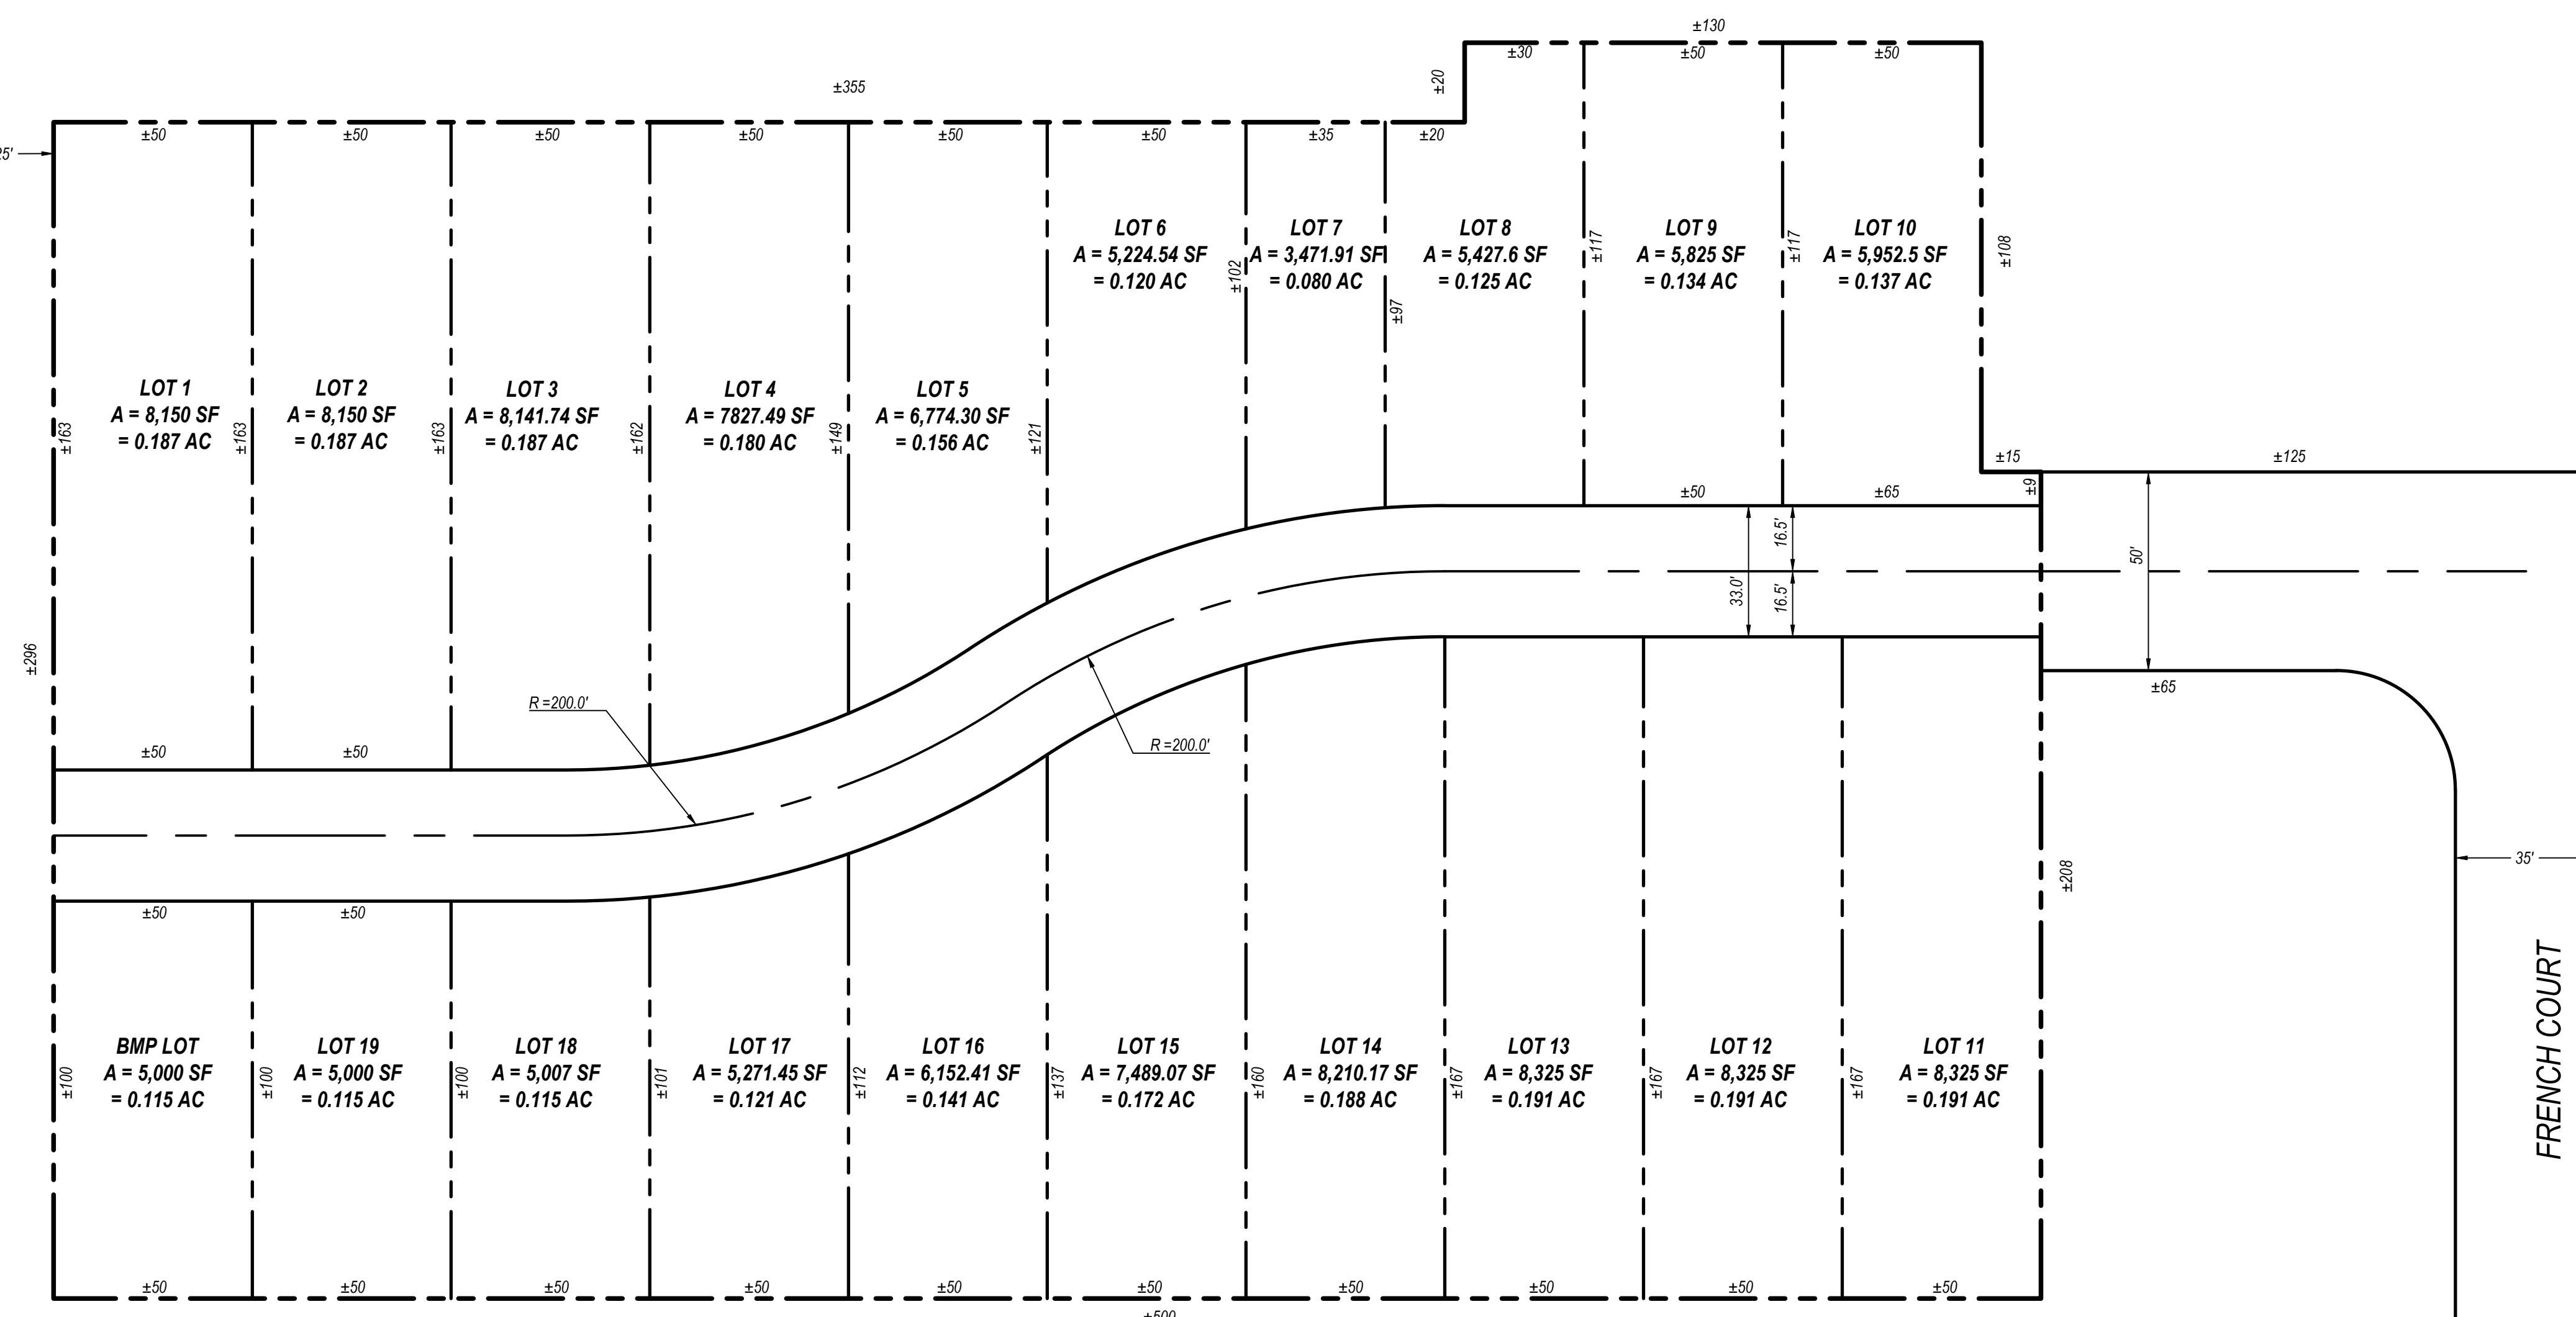 ±130
±30
±50
±50
±20
±355
±50
±50
±50
±50
±50
±50
±35
±20
25'
LOT 6
A = 5,224.54 SF
= 0.120 AC
±102
LOT 7
A = 3,471.91 SF
= 0.080 AC
±97
LOT 8
A = 5,427.6 SF
= 0.125 AC
±117
LOT 9
A = 5,825 SF
= 0.134 AC
±117
LOT 10
A = 5,952.5 SF
= 0.137 AC
±108
±163
LOT 1
A = 8,150 SF
= 0.187 AC
±163
LOT 2
A = 8,150 SF
= 0.187 AC
±163
LOT 3
A = 8,141.74 SF
= 0.187 AC
±162
LOT 4
A = 7827.49 SF
= 0.180 AC
±149
LOT 5
A = 6,774.30 SF
= 0.156 AC
±121
±15
±125
±50
±65
±9
16.5'
33.0'
16.5'
50'
±65
±296
R =200.0'
R =200.0'
±50
±50
35'
±208
±50
±50
FRENCH COURT
±100
BMP LOT
A = 5,000 SF
= 0.115 AC
±100
LOT 19
A = 5,000 SF
= 0.115 AC
±100
LOT 18
A = 5,007 SF
= 0.115 AC
±101
LOT 17
A = 5,271.45 SF
= 0.121 AC
±112
LOT 16
A = 6,152.41 SF
= 0.141 AC
±137
LOT 15
A = 7,489.07 SF
= 0.172 AC
±160
LOT 14
A = 8,210.17 SF
= 0.188 AC
±167
LOT 13
A = 8,325 SF
= 0.191 AC
±167
LOT 12
A = 8,325 SF
= 0.191 AC
±167
LOT 11
A = 8,325 SF
= 0.191 AC
±50
±50
±50
±50
±50
±50
±50
±50
±50
±50
±500